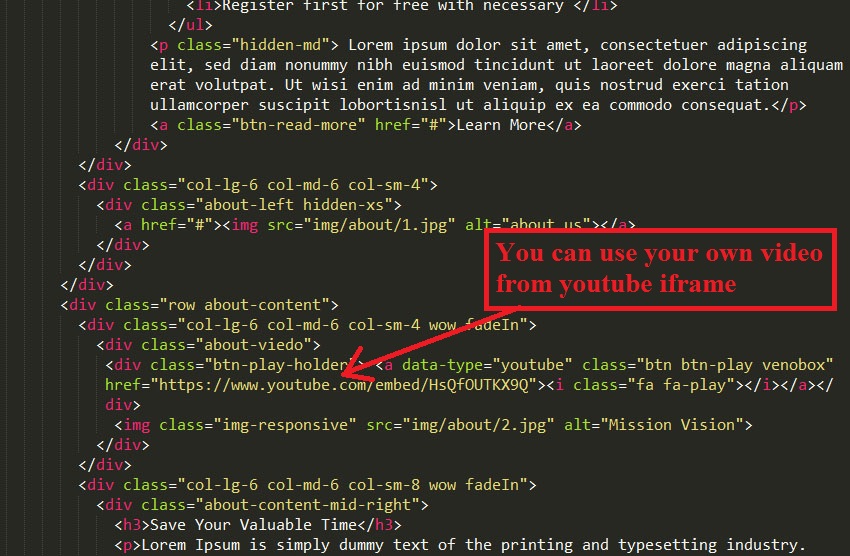 <li>Register first for free with necessary </li>
</ul>
<p class="hidden-md"> Lorem ipsum dolor sit amet, consectetuer adipiscing
elit, sed diam nonummy nibh euismod tincidunt ut laoreet dolore magna aliquam
erat volutpat. Ut wisi enim ad minim veniam, quis nostrud exerci tation
ullamcorper suscipit lobortisnisl ut aliquip ex ea commodo consequat.</p>
<a class="btn-read-more" href="#">Learn More</a>
</div>
</div>
<div class="col-lg-6 col-md-6 col-sm-4">
<div class="about-left hidden-xs">
<a href="#"><img src="img/about/1.jpg" alt="about us"></a>
</div>
</div>
</div>
You can use your own video
from youtube iframe
<div class="row about-content">
<div class="col-lg-6 col-md-6 col-sm-4 wow fadeIn">
<div class="about-viedo">
<div class="btn-play-holder"> <a data-type="youtube" class="btn btn-play venobox"
href="https://www.youtube.com/embed/HsQfOUTKX9Q"><i class="fa fa-play"></i></a></
div>
<img class="img-responsive" src="img/about/2.jpg" alt="Mission Vision">
</div>
</div>
<div class="col-lg-6 col-md-6 col-sm-8 wow fadeIn">
<div class="about-content-mid-right">
<h3>Save Your Valuable Time</h3>
<p>Lorem Ipsum is simply dummy text of the printing and typesetting industry.